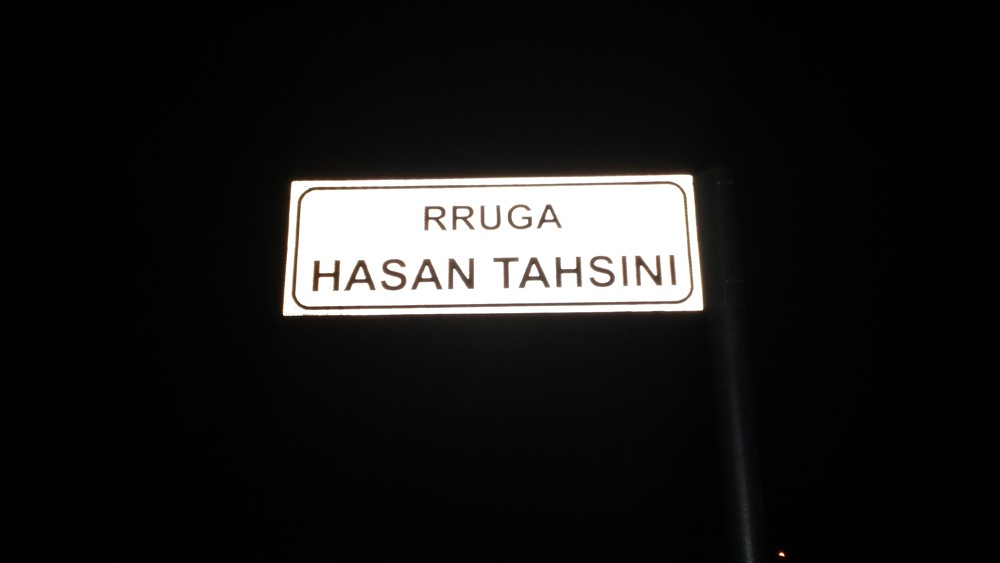 RRUGA
HASAN TAHSINI